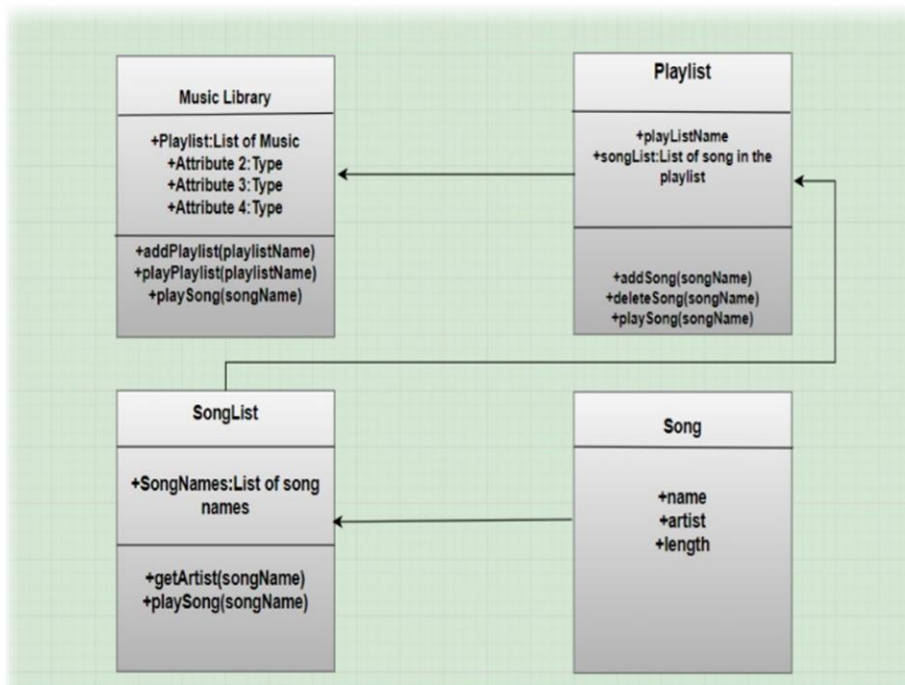 Music Library
+Playlist:List of Music
+Attribute 2:Type
+Attribute 3:Type
+Attribute 4:Type
+addPlaylist(playlistName)
+playPlaylist(playlistName)
+playSong(songName)
Playlist
+playListName
+songList:List of song in the
playlist
+addSong(songName)
+deleteSong(songName)
+playSong(songName)
SongList
+SongNames:List of song
names
+getArtist(songName)
+playSong(songName)
Song
+name
+artist
+length